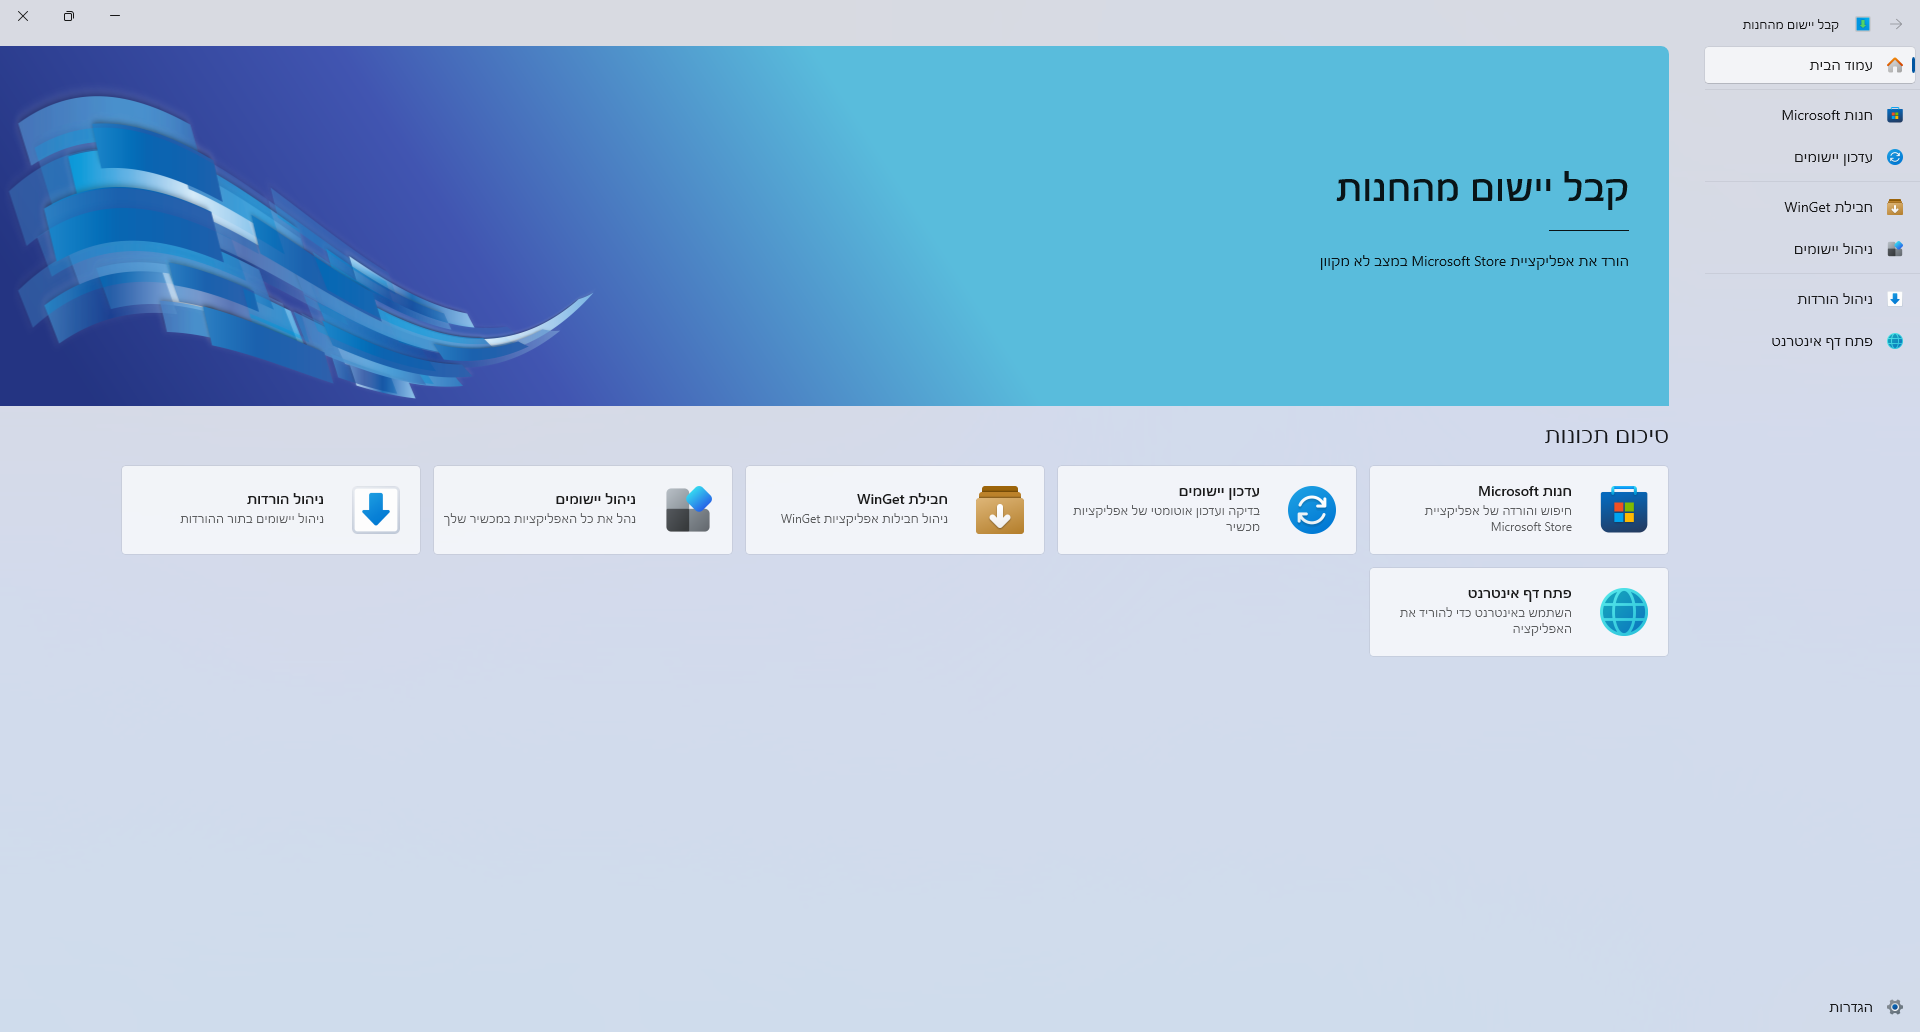 קבל יישום מהחנות
עמוד הבית
חנות Microsoft
עדכון יישומים
חבילת WinGet
ניהול יישומים
ניהול הורדות
פתח דף אינטרנט
הגדרות
קבל יישום מהחנות
הורד את אפליקציית Microsoft Store במצב לא מקוון
סיכום תכונות
חנות Microsoft
חיפוש והורדה של אפליקציית
Microsoft Store
עדכון יישומים
בדיקה ועדכון אוטומטי של אפליקציות
מכשיר
חבילת WinGet
ניהול חבילות אפליקציות WinGet
ניהול יישומים
נהל את כל האפליקציות במכשיר שלך
ניהול הורדות
ניהול יישומים בתור ההורדות
פתח דף אינטרנט
השתמש באינטרנט כדי להוריד את
האפליקציה